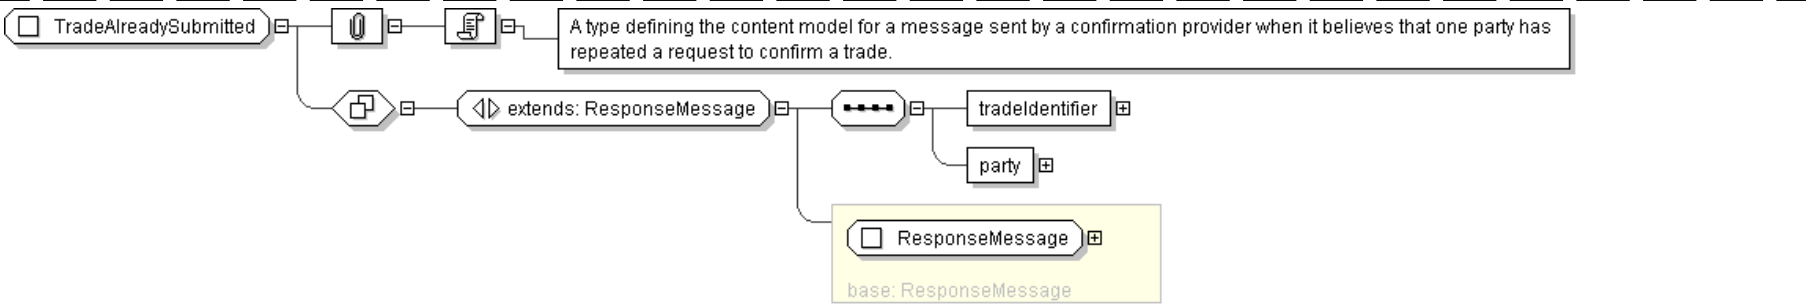 TradeAlreadySubmitted
A type defining the content model for a message sent by a confirmation provider when it believes that one party has
repeated a request to confirm a trade.
extends: ResponseMessage
tradeIdentifier
party
ResponseMessage
base: ResponseMessage